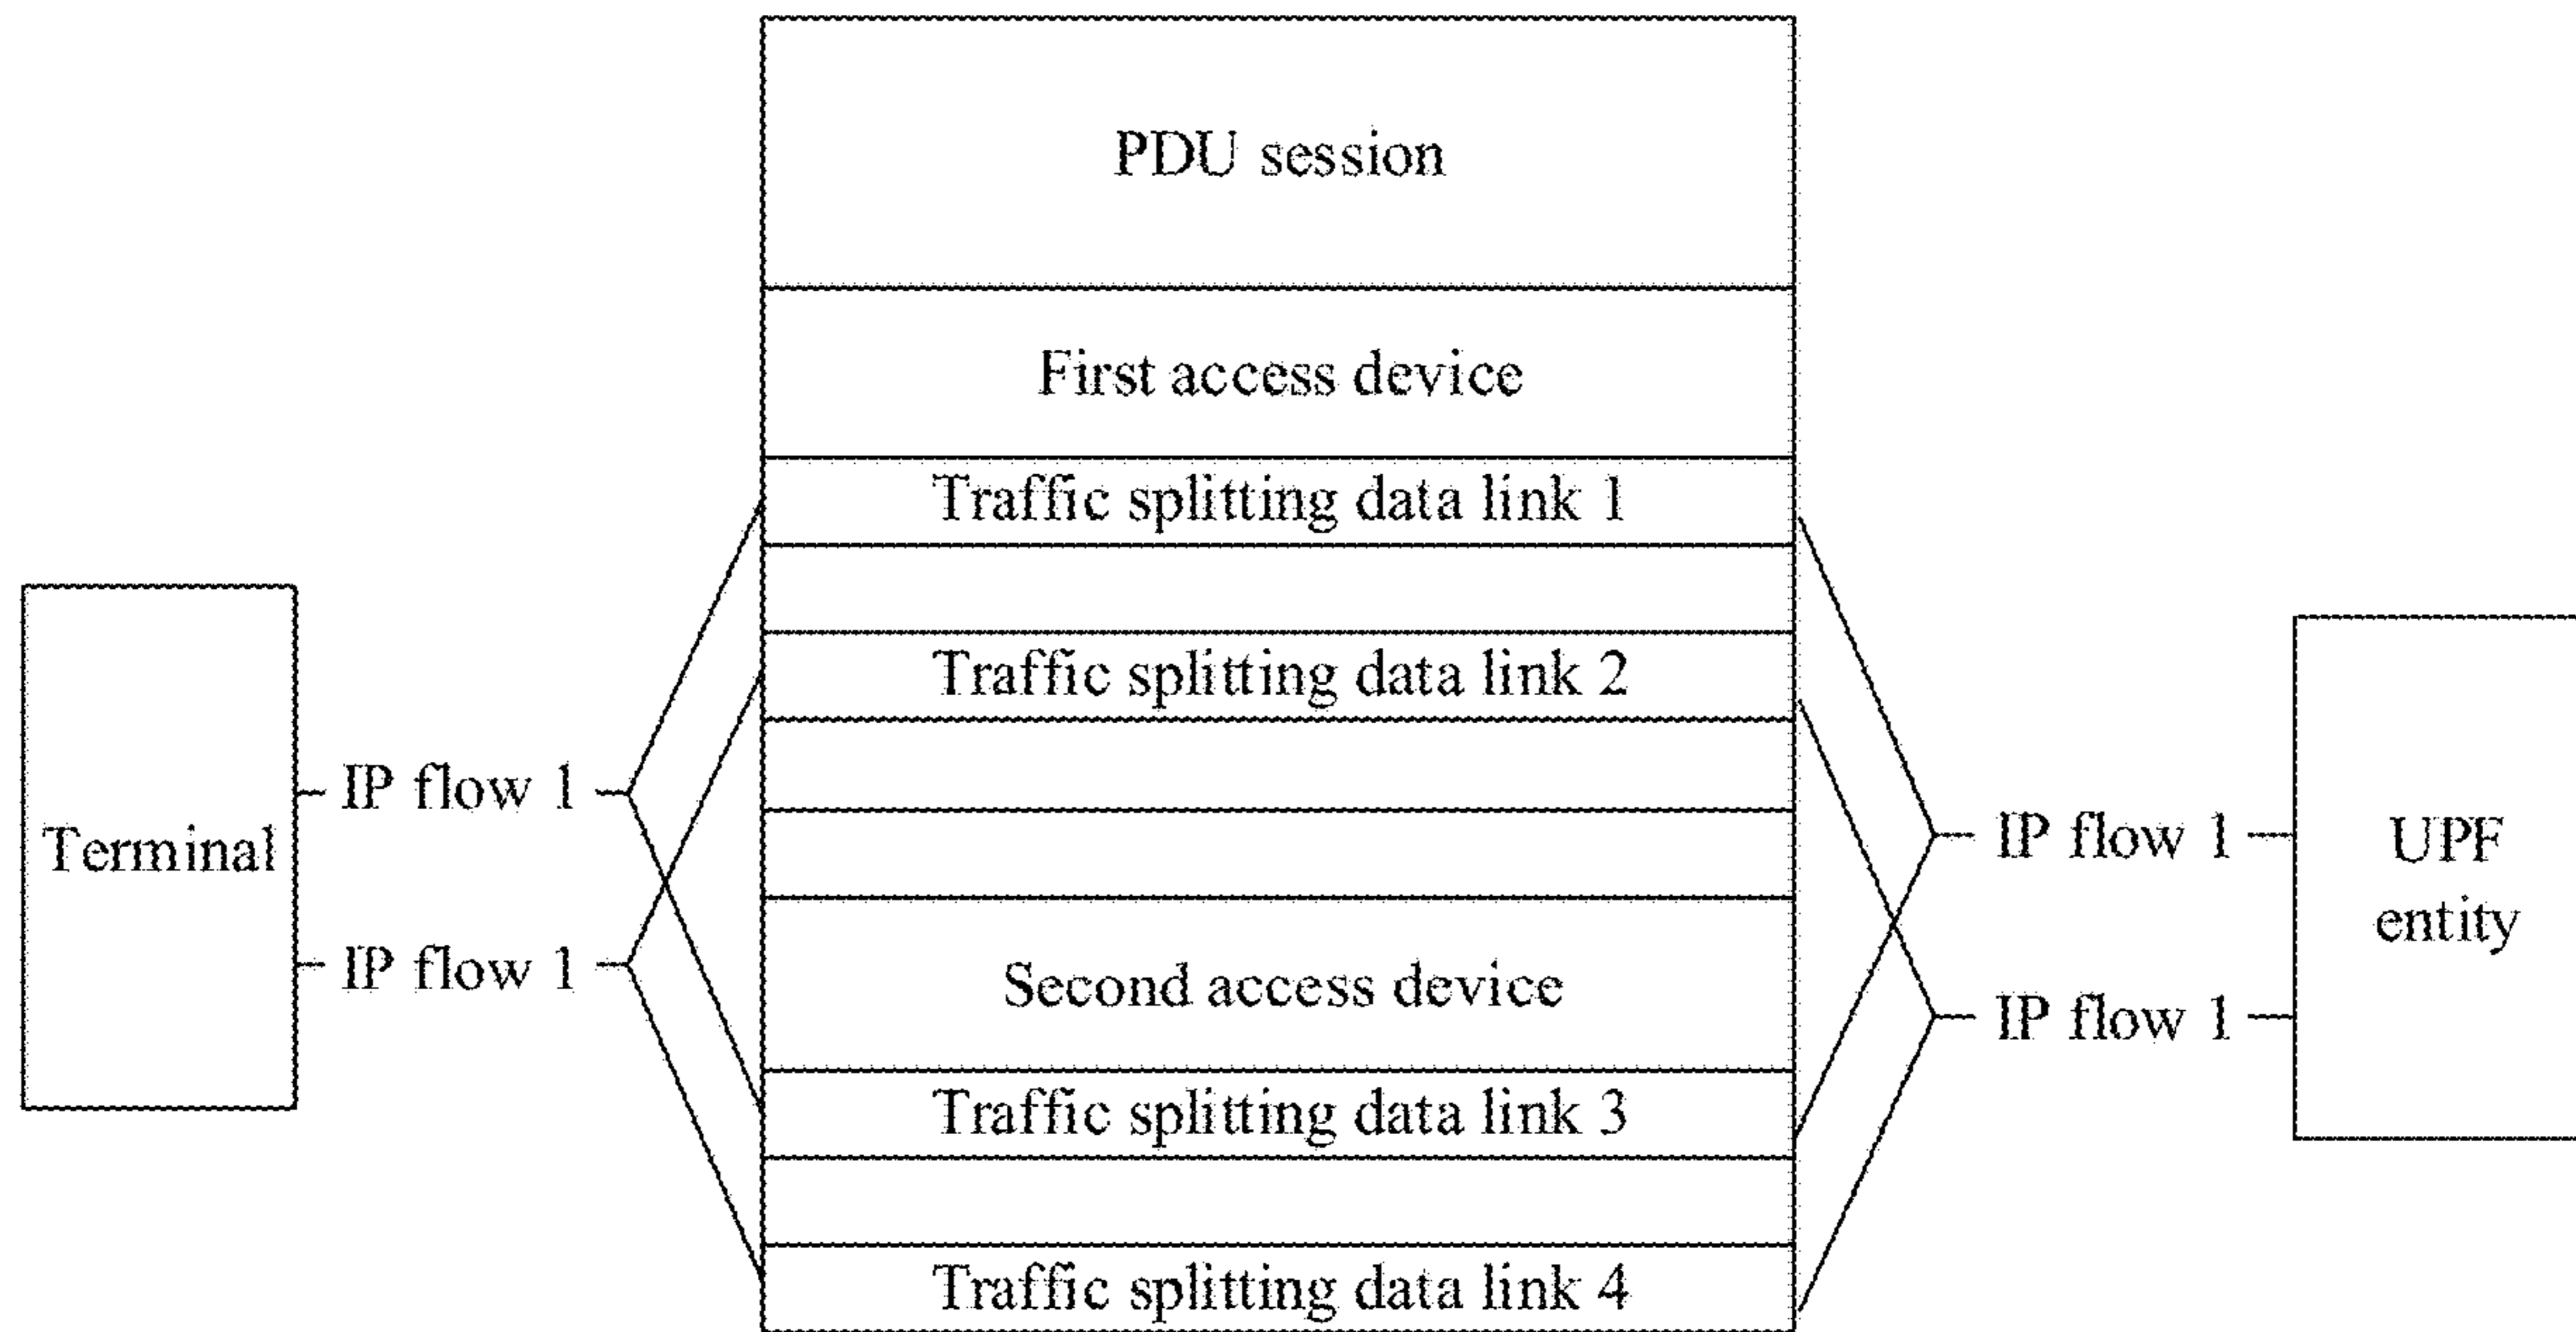 PDU session
First access device
Traffic splitting data link 1
Traffic splitting data link 2
IP flow 1
Terminal
IP flow 1
Second access device
Traffic splitting data link 3
Traffic splitting data link 4
IP flow 1
UPF
entity
IP flow 1